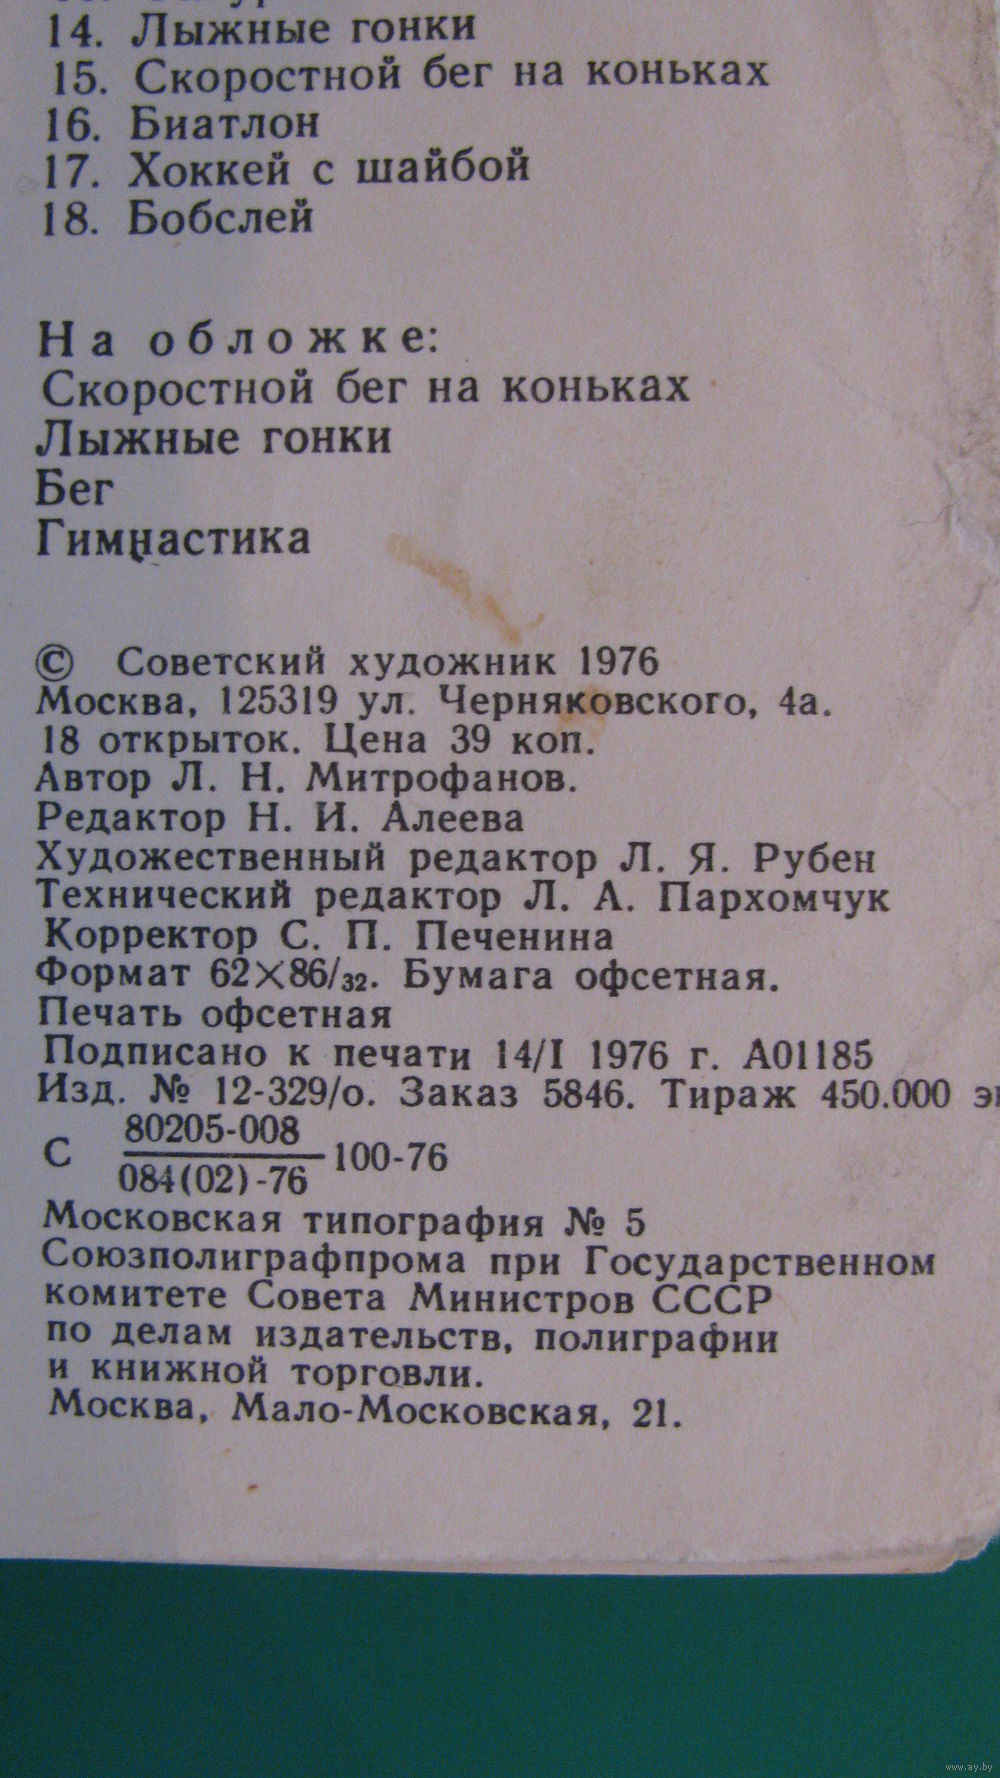 14. Лыжные гонки
15. Скоростной бег на коньках
16. Биатлон
17. Хоккей с шайбой
18. Бобслей
На обложке:
Скоростной бег на коньках
Лыжные гонки
Бег
Гимнастика
© Советский художник 1976
Москва, 125319 ул. Черняковского, 4а.
18 открыток. Цена 39 коп.
Автор Л. Н. Митрофанов.
Редактор Н. И. Алеева
Художественный редактор Л. Я. Рубен
Технический редактор Л. А. Пархомчук
Корректор С. П. Печенина
Формат 62×86/32. Бумага офсетная.
Печать офсетная
Подписано к печати 14/I 1976 г. А01185
Изд. № 12-329/о. Заказ 5846. Тираж 450.000
80205-008
С 100-76
084(02)-76
Московская типография № 5
Союзполиграфпрома при Государственном
комитете Совета Министров СССР
по делам издательств, полиграфии
и книжной торговли.
Москва, Мало-Московская, 21.
www.ay.by